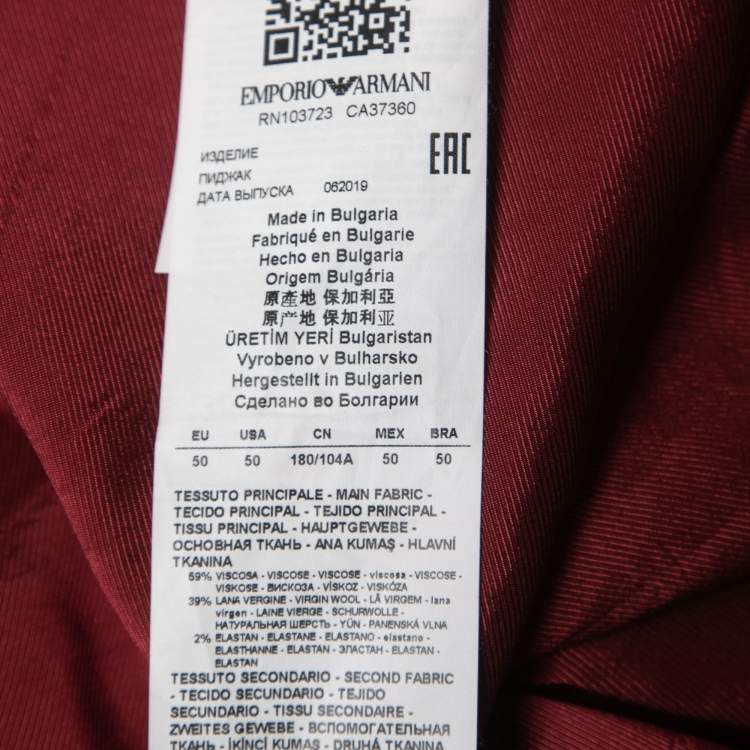 EMPORIO ARMANI
RN103723 CA37360
EAC
ИЗДЕЛИЕ
ПИДЖАК
ДАТА ВЫПУСКА 062019
Made in Bulgaria
Fabriqué en Bulgarie
Hecho en Bulgaria
Origem Bulgária
原產地 保加利亞
原产地 保加利亚
ÜRETİM YERİ Bulgaristan
Vyrobeno v Bulharsko
Hergestellt in Bulgarien
Сделано во Болгарии
EU USA CN MEX BRA
50 50 180/104A 50 50
TESSUTO PRINCIPALE - MAIN FABRIC -
TECIDO PRINCIPAL - TEJIDO PRINCIPAL -
TISSU PRINCIPAL - HAUPTGEWEBE -
ОСНОВНАЯ ТКАНЬ - ANA KUMAŞ - HLAVNÍ
TKANINA
59% VISCOSA - VISCOSE - VISCOSE - viscosa - VISCOSE -
VISKOSE - ВИСКОЗА - VİSKOZ - VISKÓZA
39% LANA VERGINE - VIRGIN WOOL - LÃ VIRGEM - lana
virgen - LAINE VIERGE - SCHURWOLLE -
НАТУРАЛЬНАЯ ШЕРСТЬ - YÜN - PANENSKÁ VLNA
2% ELASTAN - ELASTANE - ELASTANO - elastano -
ELASTHANNE - ELASTAN - ЭЛАСТАН - ELASTAN -
ELASTAN
TESSUTO SECONDARIO - SECOND FABRIC
- TECIDO SECUNDARIO - TEJIDO
SECUNDARIO - TISSU SECONDAIRE -
ZWEITES GEWEBE - ВСПОМОГАТЕЛЬНАЯ
ТКАНЬ - İKİNCİ KUMAŞ - DRUHÁ TKANINA